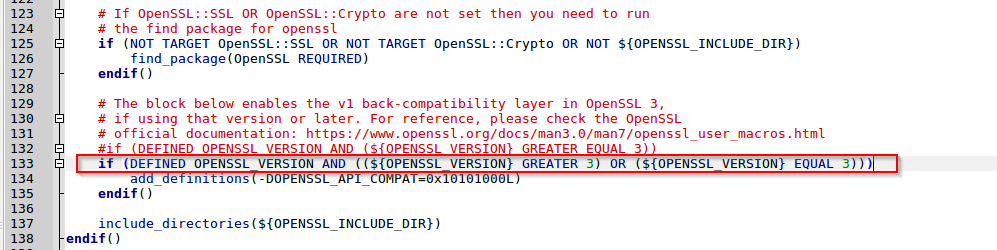 123 # If OpenSSL::SSL OR OpenSSL::Crypto are not set then you need to run
124 # the find package for openssl
125 if (NOT TARGET OpenSSL::SSL OR NOT TARGET OpenSSL::Crypto OR NOT ${OPENSSL_INCLUDE_DIR})
126 find_package(OpenSSL REQUIRED)
127 endif()
128
129 # The block below enables the v1 back-compatibility layer in OpenSSL 3,
130 # if using that version or later. For reference, please check the OpenSSL
131 # official documentation: https://www.openssl.org/docs/man3.0/man7/openssl_user_macros.html
132 #if (DEFINED OPENSSL_VERSION AND (${OPENSSL_VERSION} GREATER_EQUAL 3))
133 if (DEFINED OPENSSL_VERSION AND ((${OPENSSL_VERSION} GREATER 3) OR (${OPENSSL_VERSION} EQUAL 3)))
134 add_definitions(-DOPENSSL_API_COMPAT=0x10101000L)
135 endif()
136
137 include_directories(${OPENSSL_INCLUDE_DIR})
138 endif()